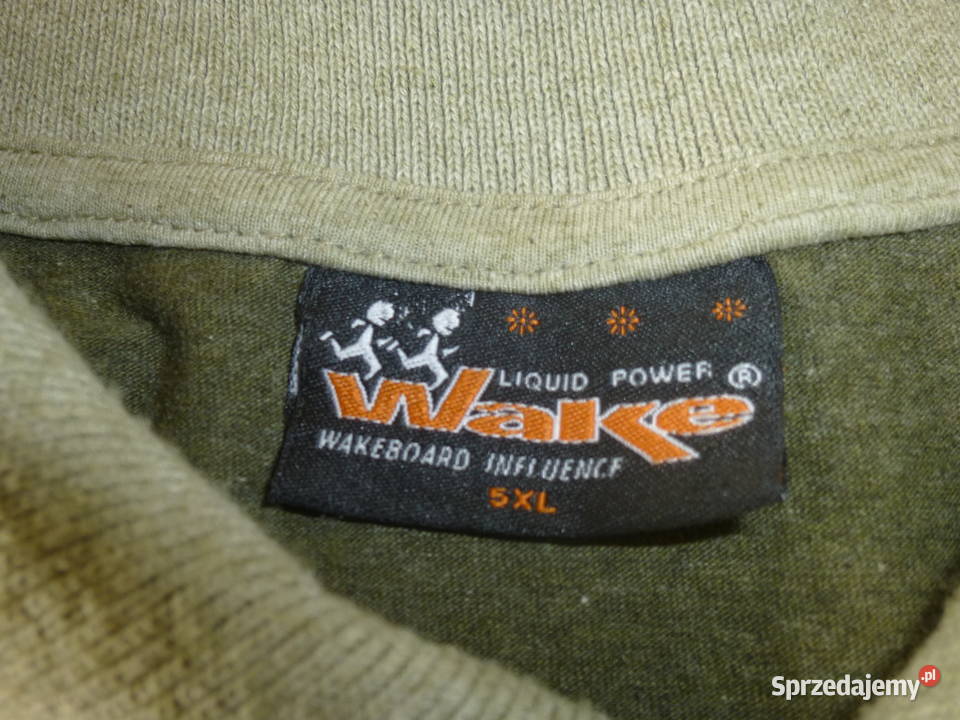 LIQUID POWER ®
Wake
WAKEBOARD INFLUENCE
5XL
Sprzedajemy.pl